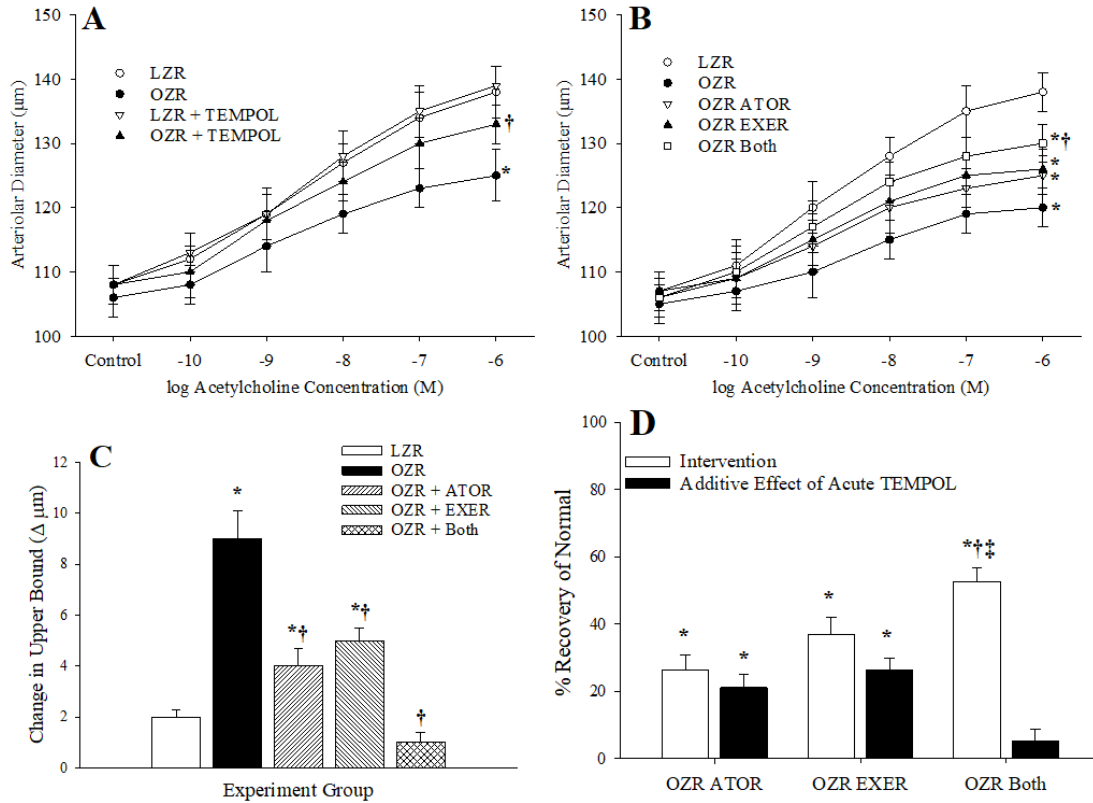 A
150
140
130
120
110
100
Arteriolar Diameter (μm)
LZR
OZR
LZR + TEMPOL
OZR + TEMPOL
†
*
Control -10 -9 -8 -7 -6
log Acetylcholine Concentration (M)
B
150
140
130
120
110
100
Arteriolar Diameter (μm)
LZR
OZR
OZR ATOR
OZR EXER
OZR Both
*†
*
*
*
Control -10 -9 -8 -7 -6
log Acetylcholine Concentration (M)
C
12
10
8
6
4
2
0
Change in Upper Bound (Δ μm)
LZR
OZR
OZR + ATOR
OZR + EXER
OZR + Both
*
*†
*†
†
Experiment Group
D
100
80
60
40
20
0
% Recovery of Normal
Intervention
Additive Effect of Acute TEMPOL
*
*
*
*
*†‡
OZR ATOR OZR EXER OZR Both